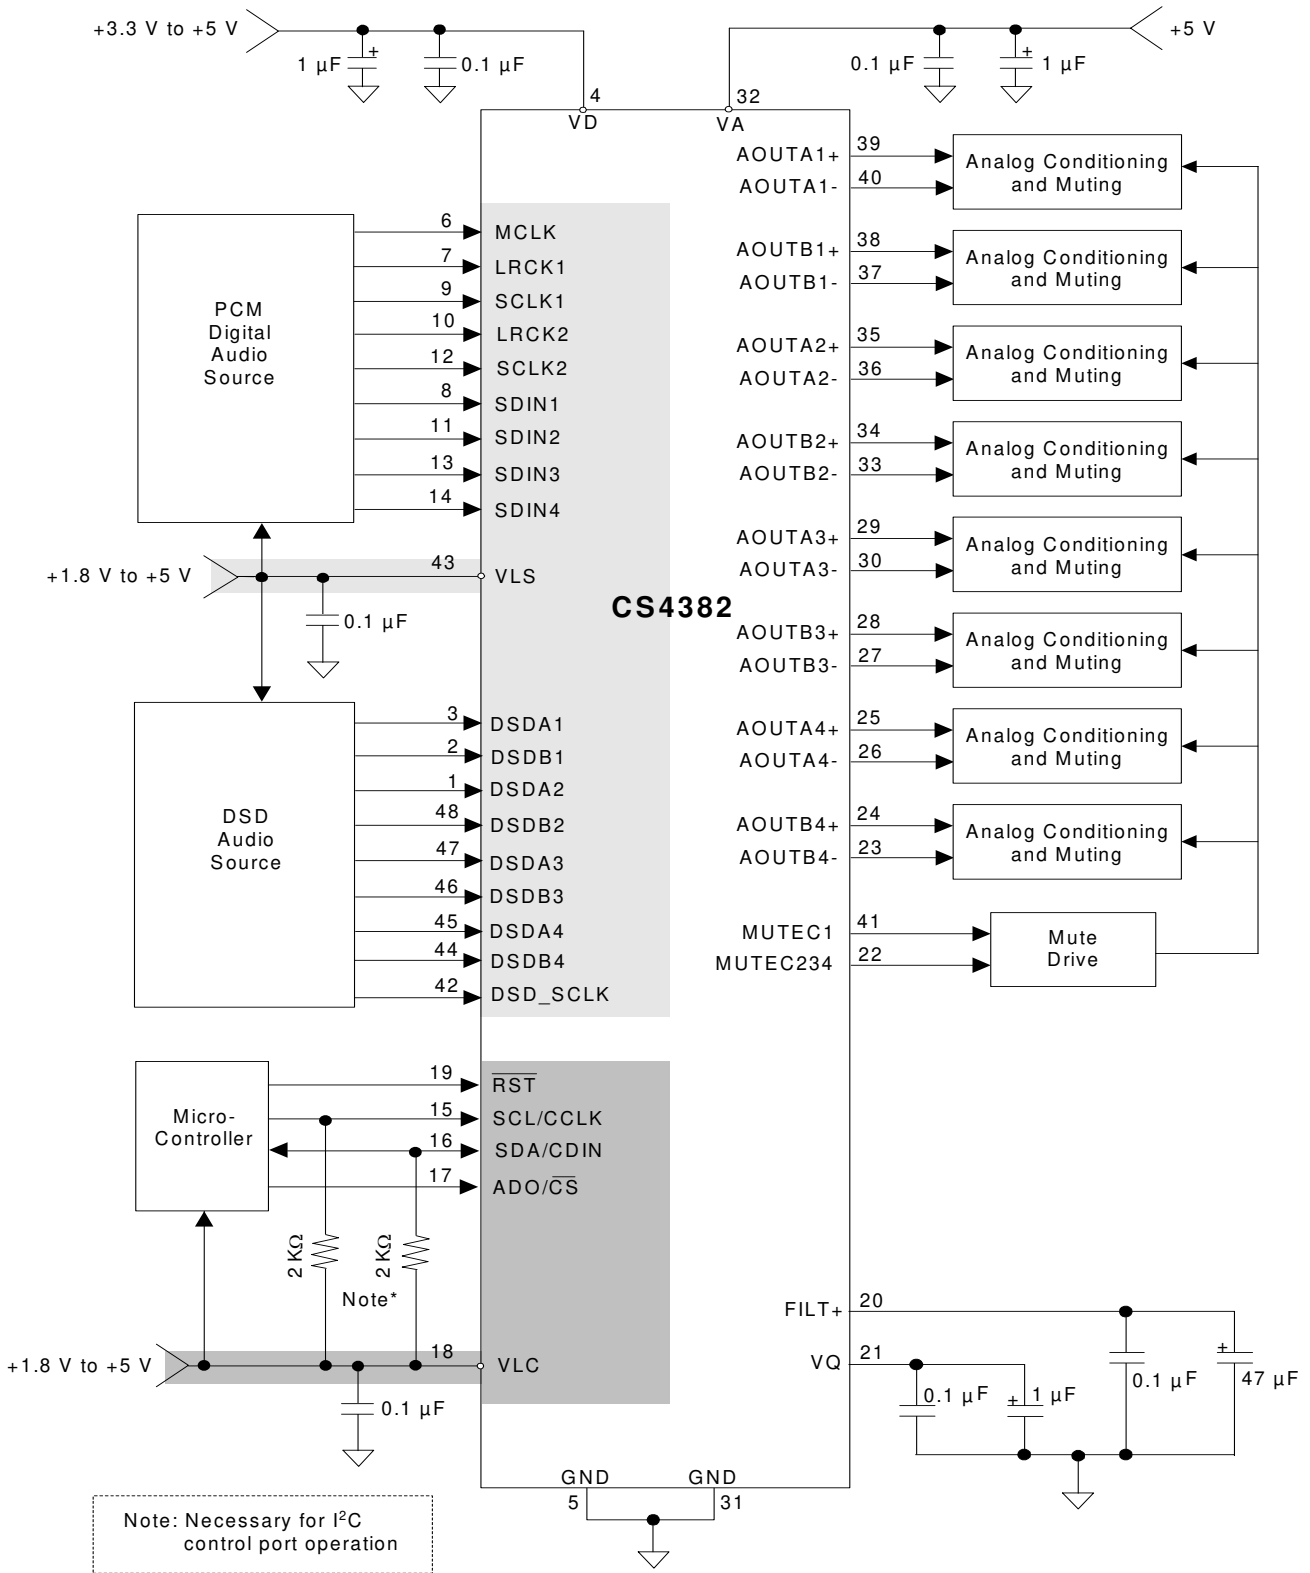 +3.3 V to +5 V
1 µF
+
0.1 µF
0.1 µF
+
1 µF
+5 V
4
VD
32
VA
PCM
Digital
Audio
Source
6
MCLK
7
LRCK1
9
SCLK1
10
LRCK2
12
SCLK2
8
SDIN1
11
SDIN2
13
SDIN3
14
SDIN4
+1.8 V to +5 V
43
VLS
0.1 µF
CS4382
DSD
Audio
Source
3
DSDA1
2
DSDB1
1
DSDA2
48
DSDB2
47
DSDA3
46
DSDB3
45
DSDA4
44
DSDB4
42
DSD_SCLK
Micro-
Controller
19
RST
15
SCL/CCLK
16
SDA/CDIN
17
ADO/CS
2 KΩ
2 KΩ
Note*
+1.8 V to +5 V
18
VLC
0.1 µF
AOUTA1+
39
AOUTA1-
40
Analog Conditioning
and Muting
AOUTB1+
38
AOUTB1-
37
Analog Conditioning
and Muting
AOUTA2+
35
AOUTA2-
36
Analog Conditioning
and Muting
AOUTB2+
34
AOUTB2-
33
Analog Conditioning
and Muting
AOUTA3+
29
AOUTA3-
30
Analog Conditioning
and Muting
AOUTB3+
28
AOUTB3-
27
Analog Conditioning
and Muting
AOUTA4+
25
AOUTA4-
26
Analog Conditioning
and Muting
AOUTB4+
24
AOUTB4-
23
Analog Conditioning
and Muting
MUTEC1
41
MUTEC234
22
Mute
Drive
FILT+
20
VQ
21
0.1 µF
+
1 µF
0.1 µF
+
47 µF
GND
5
GND
31
Note: Necessary for I²C
control port operation